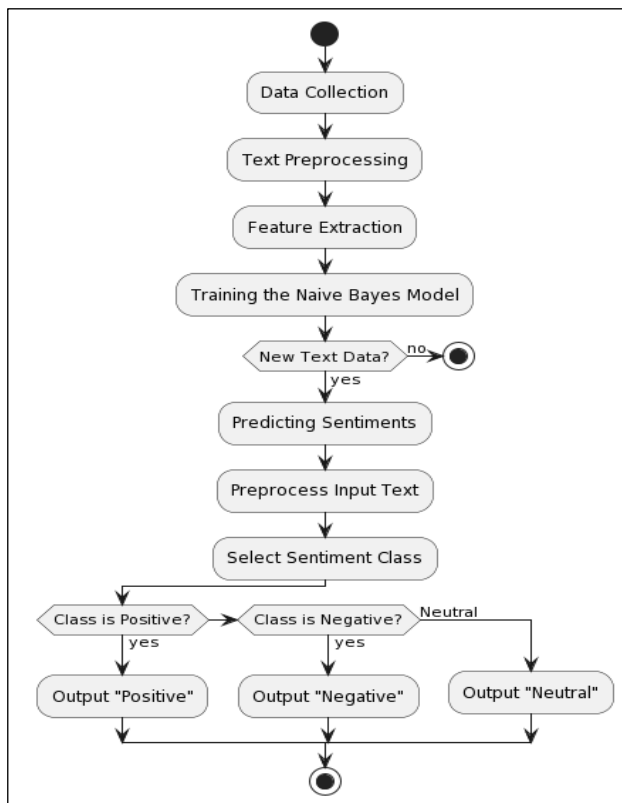 Data Collection
Text Preprocessing
Feature Extraction
Training the Naive Bayes Model
New Text Data?
no
yes
Predicting Sentiments
Preprocess Input Text
Select Sentiment Class
Class is Positive?
Class is Negative?
Neutral
yes
yes
Output "Positive"
Output "Negative"
Output "Neutral"